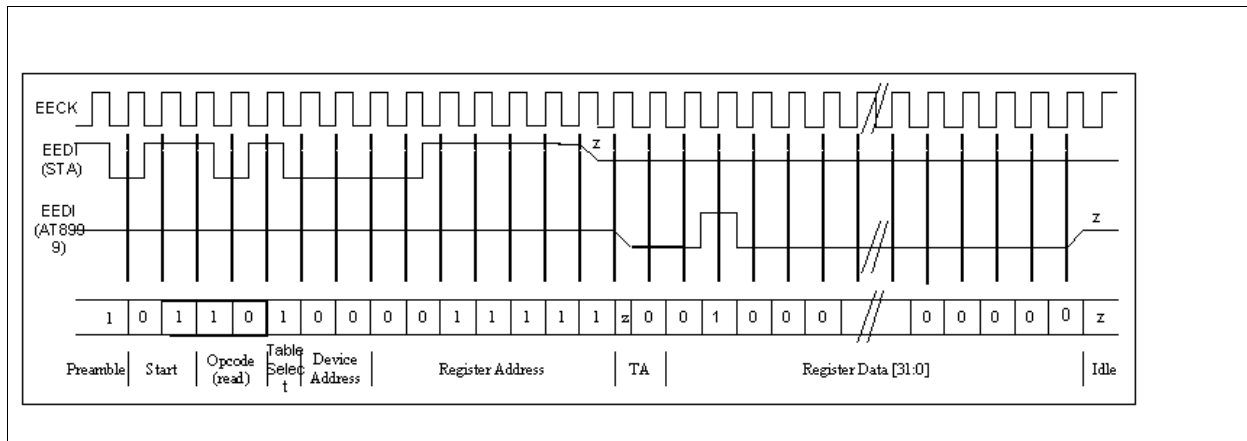 EECK
EEDI
(STA)
z
EEDI
(AT899
9)
z
1 0 1 1 0 1 0 0 0 0 1 1 1 1 1 z 0 0 1 0 0 0 0 0 0 0 0 z
Preamble Start Opcode
(read) Table
Selec
t Device
Address Register Address TA Register Data [31:0] Idle